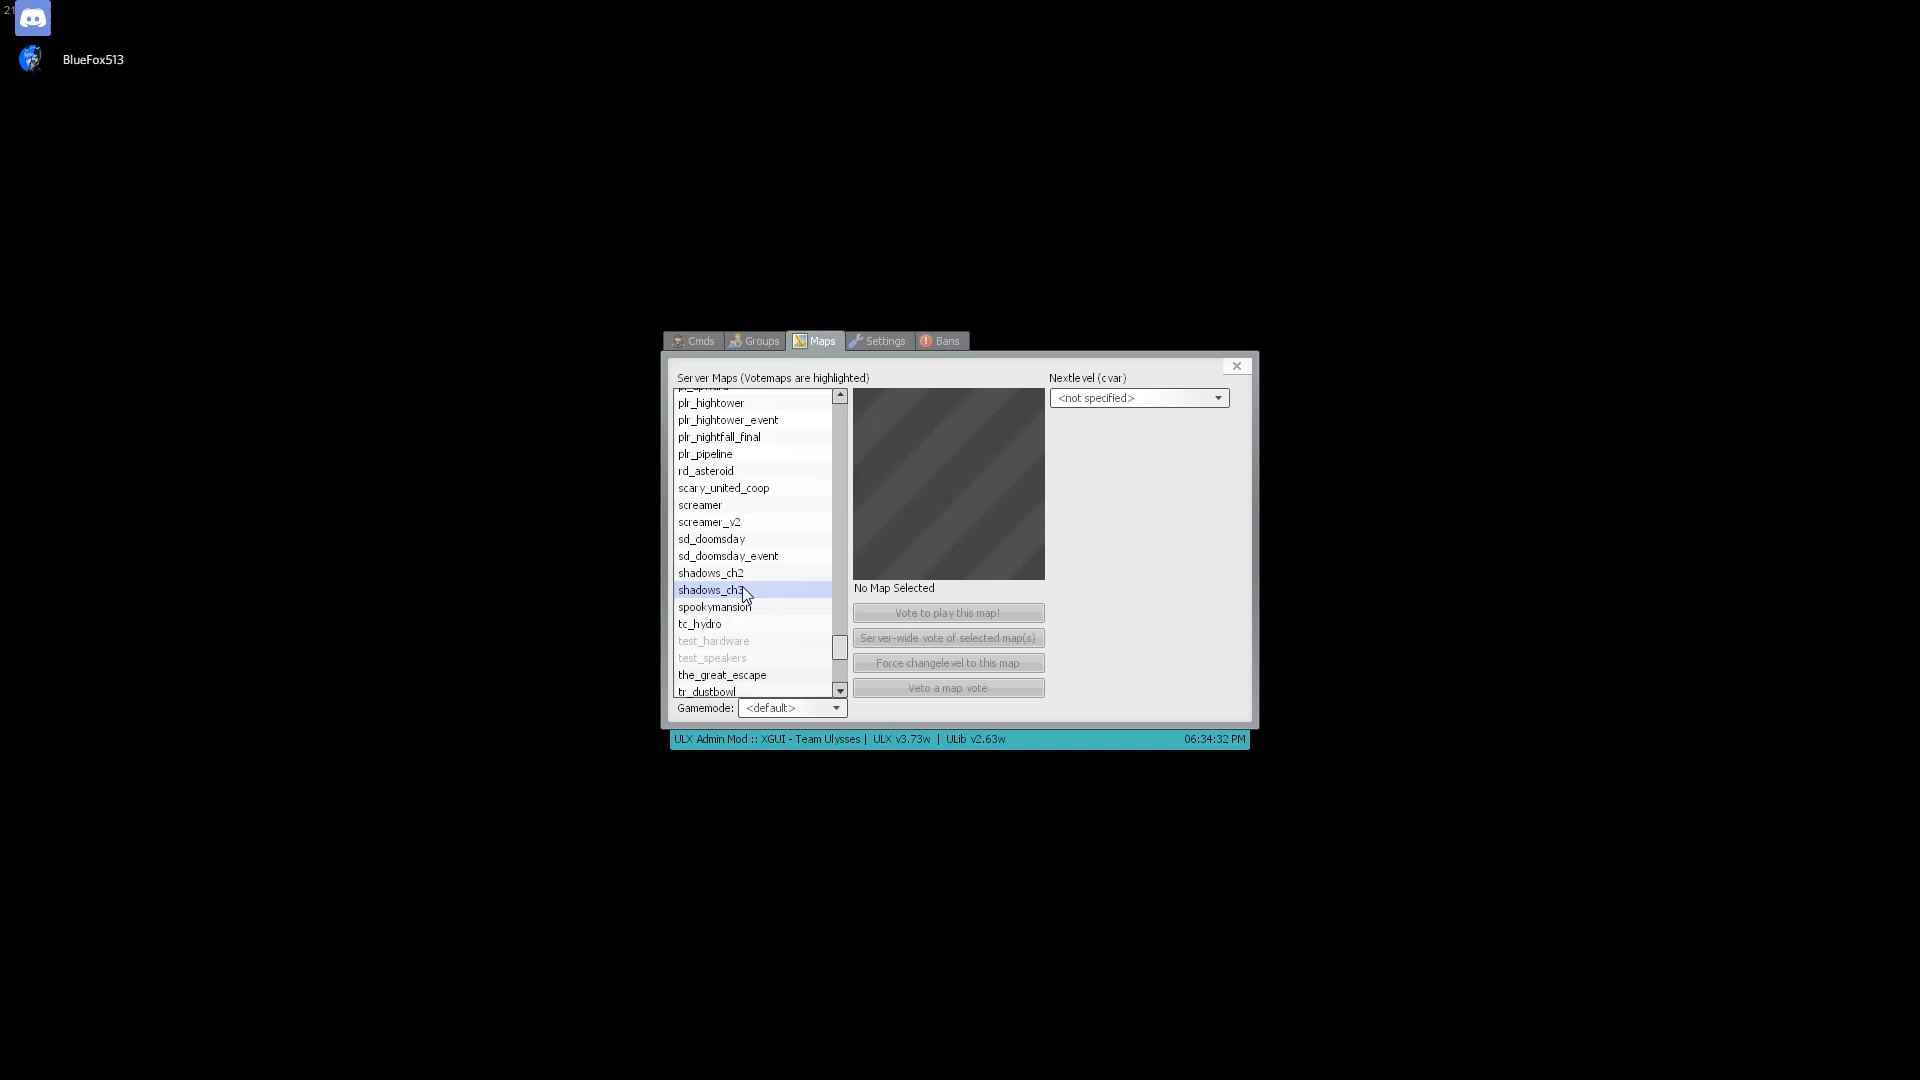 21
BlueFox513
Cmds
Groups
Maps
Settings
Bans
Server Maps (Votemaps are highlighted)
plr_hightower
plr_hightower_event
plr_nightfall_final
plr_pipeline
rd_asteroid
scary_united_coop
screamer
screamer_v2
sd_doomsday
sd_doomsday_event
shadows_ch2
shadows_ch3
spookymansion
tc_hydro
test_hardware
test_speakers
the_great_escape
tr_dustbowl
Gamemode: <default>
No Map Selected
Vote to play this map!
Server-wide vote of selected map(s)
Force changelevel to this map
Veto a map vote
Nextlevel (cvar)
<not specified>
ULX Admin Mod :: XGUI - Team Ulysses | ULX v3.73w | ULib v2.63w
06:34:32 PM